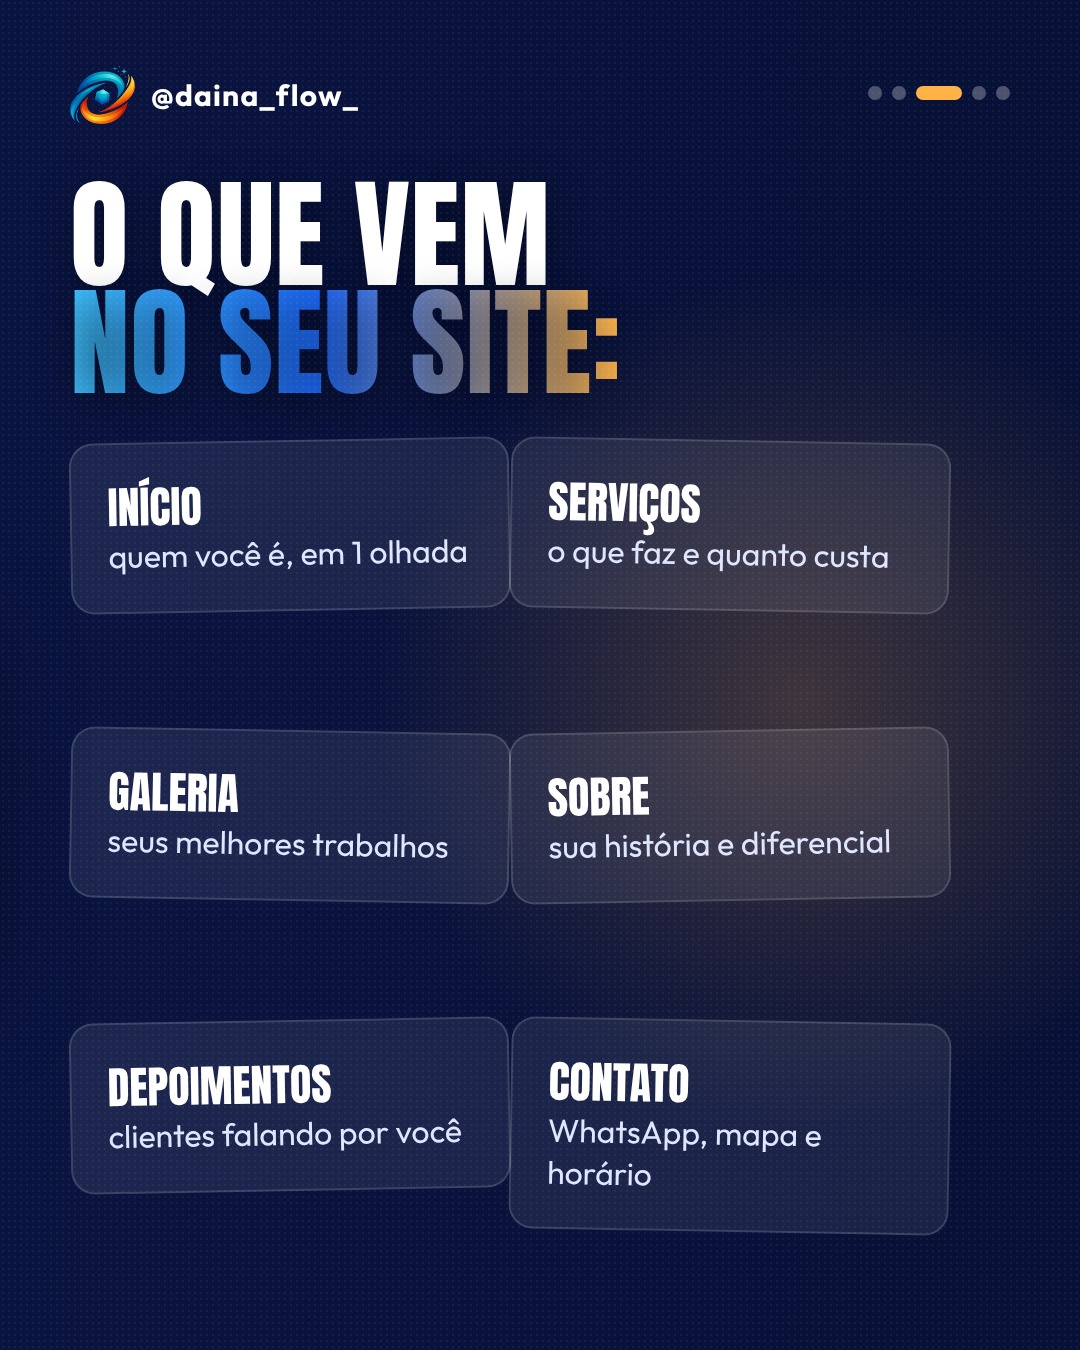 @daina_flow_
O QUE VEM
NO SEU SITE:
INÍCIO
quem você é, em 1 olhada
SERVIÇOS
o que faz e quanto custa
GALERIA
seus melhores trabalhos
SOBRE
sua história e diferencial
DEPOIMENTOS
clientes falando por você
CONTATO
WhatsApp, mapa e
horário